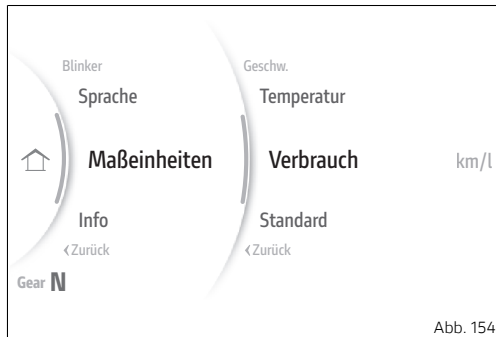 Blinker
Geschw.
Sprache
Temperatur
Maßeinheiten
Verbrauch
km/l
Info
Standard
‹Zurück
‹Zurück
Gear N
Abb. 154